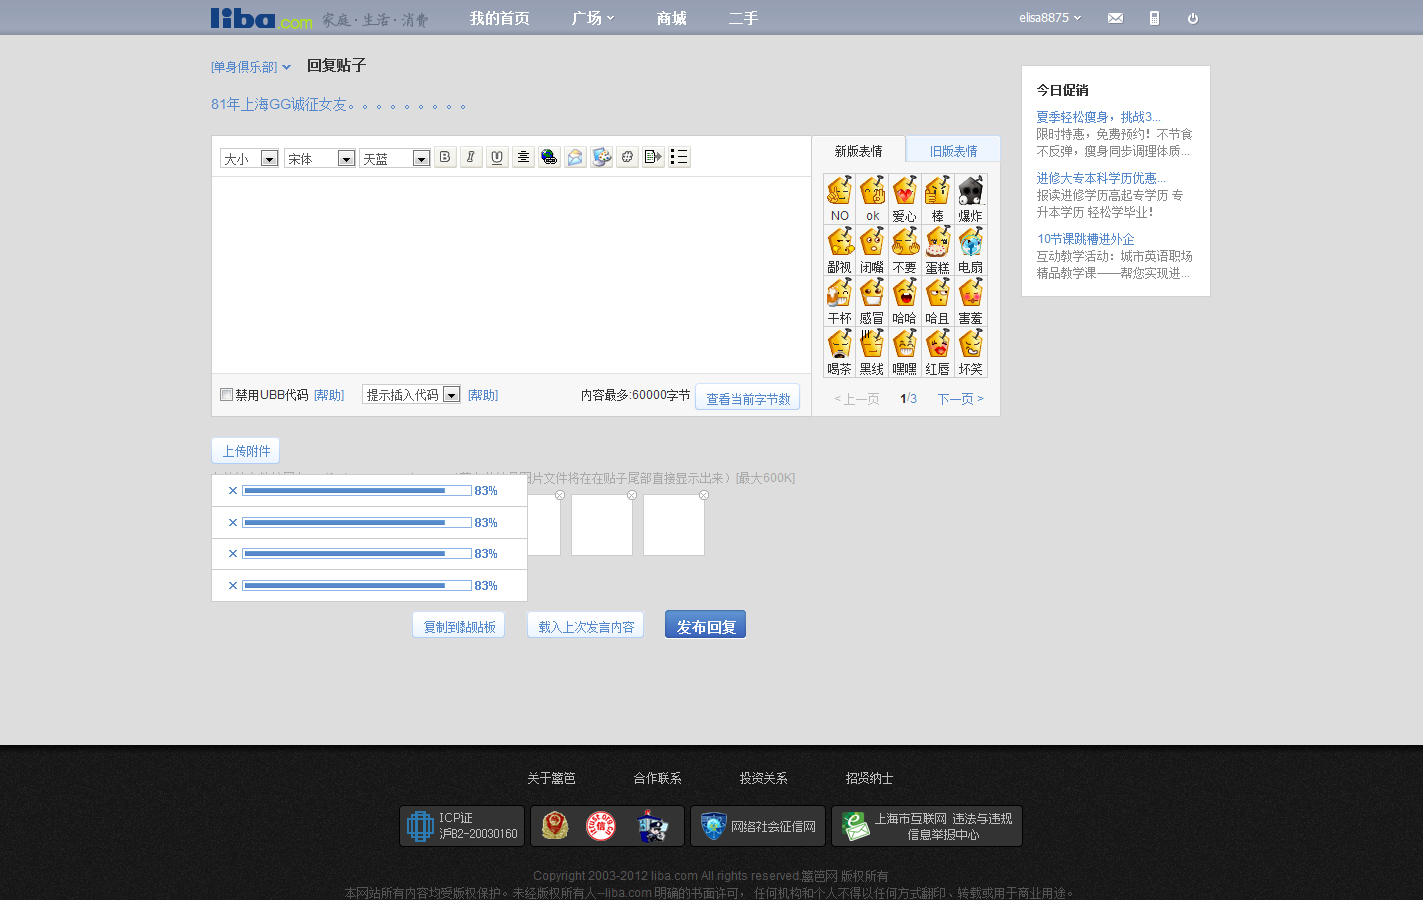 liba.com 家庭·生活·消费 我的首页 广场 商城 二手 elisa8875
[单身俱乐部] 回复贴子
81年上海GG诚征女友。。。。。。。。。
大小 宋体 天蓝 B I U
新版表情 旧版表情
NO ok 爱心 棒 爆炸
鄙视 闭嘴 不要 蛋糕 电扇
干杯 感冒 哈哈 哈且 害羞
喝茶 黑线 嘿嘿 红唇 坏笑
< 上一页 1/3 下一页 >
禁用UBB代码 [帮助] 提示插入代码 [帮助] 内容最多:60000字节 查看当前字节数
上传附件
图片文件将在在贴子尾部直接显示出来）[最大600K]
83%
83%
83%
83%
复制到黏贴板 载入上次发言内容 发布回复
今日促销
夏季轻松瘦身，挑战3...
限时特惠，免费预约！不节食
不反弹，瘦身同步调理体质...
进修大专本科学历优惠...
报读进修学历高起专学历 专
升本学历 轻松学毕业！
10节课跳槽进外企
互动教学活动：城市英语职场
精品教学课——帮您实现进...
关于篱笆 合作联系 投资关系 招贤纳士
ICP证
沪B2-20030160
网络社会征信网
上海市互联网 违法与违规
信息举报中心
Copyright 2003-2012 liba.com All rights reserved.篱笆网 版权所有
本网站所有内容均受版权保护。未经版权所有人--liba.com 明确的书面许可，任何机构和个人不得以任何方式翻印、转载或用于商业用途。